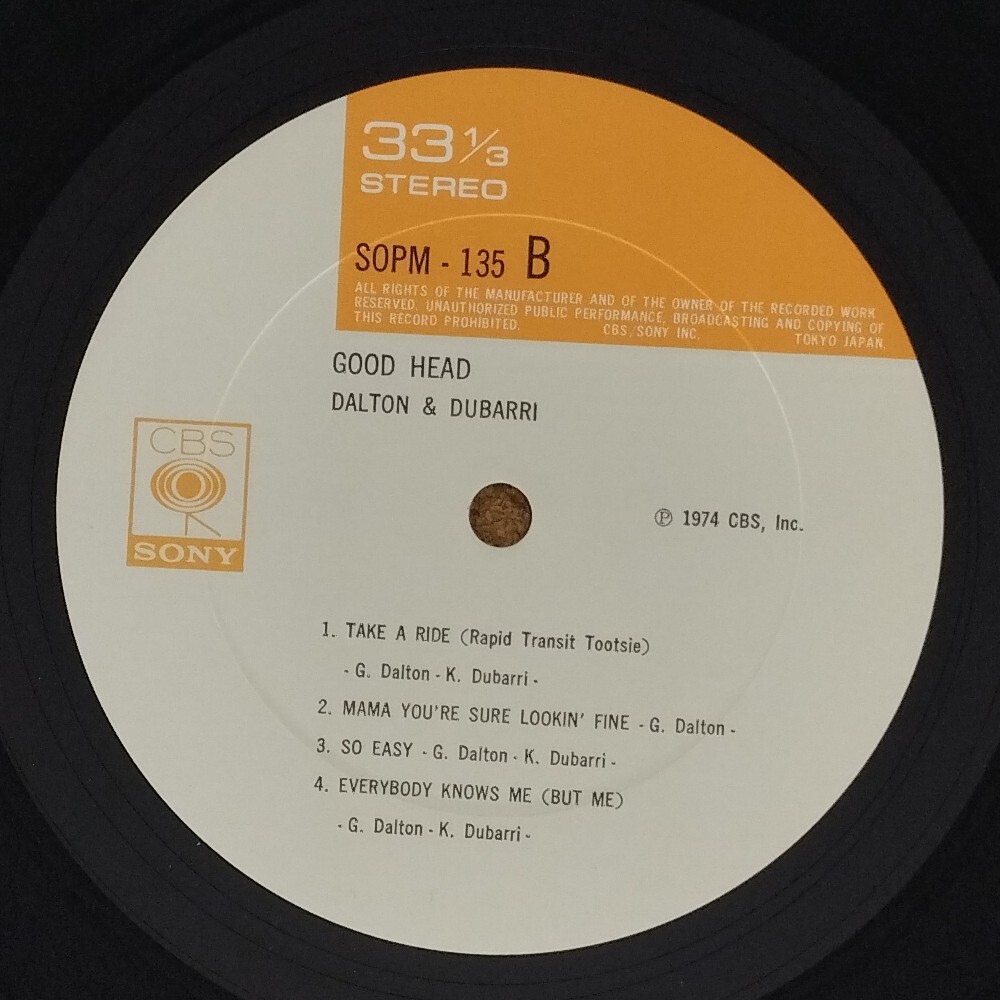 33⅓
STEREO
SOPM - 135 B
ALL RIGHTS OF THE MANUFACTURER AND OF THE OWNER OF THE RECORDED WORK
RESERVED. UNAUTHORIZED PUBLIC PERFORMANCE, BROADCASTING AND COPYING OF
THIS RECORD PROHIBITED. CBS/SONY INC. TOKYO JAPAN.
GOOD HEAD
DALTON & DUBARRI
CBS
SONY
Ⓟ 1974 CBS, Inc.
1. TAKE A RIDE (Rapid Transit Tootsie)
- G. Dalton - K. Dubarri -
2. MAMA YOU'RE SURE LOOKIN' FINE - G. Dalton -
3. SO EASY - G. Dalton - K. Dubarri -
4. EVERYBODY KNOWS ME (BUT ME)
- G. Dalton - K. Dubarri -